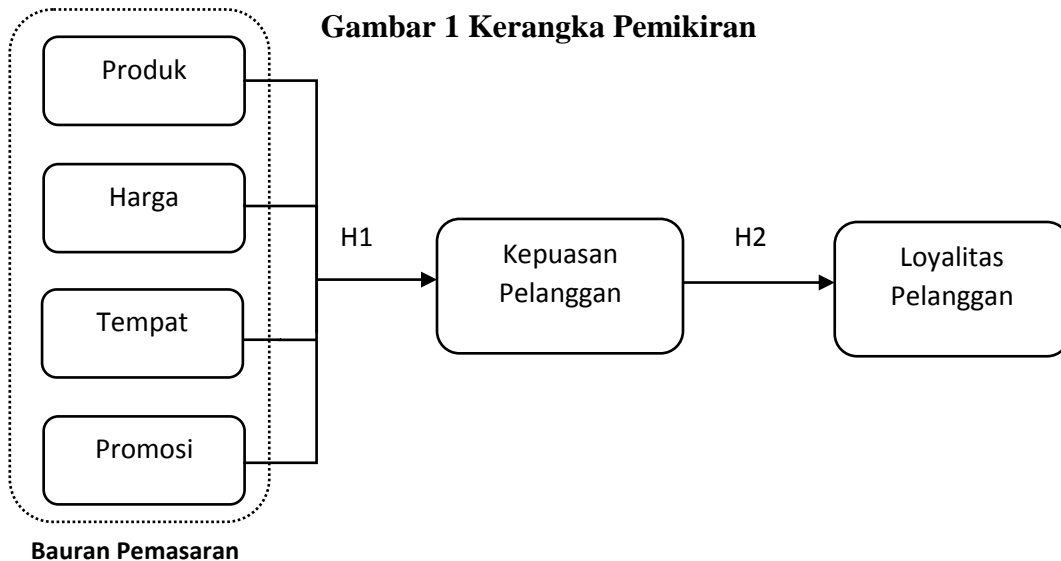 Gambar 1 Kerangka Pemikiran
Produk
Harga
Tempat
Promosi
Bauran Pemasaran
H1
Kepuasan
Pelanggan
H2
Loyalitas
Pelanggan